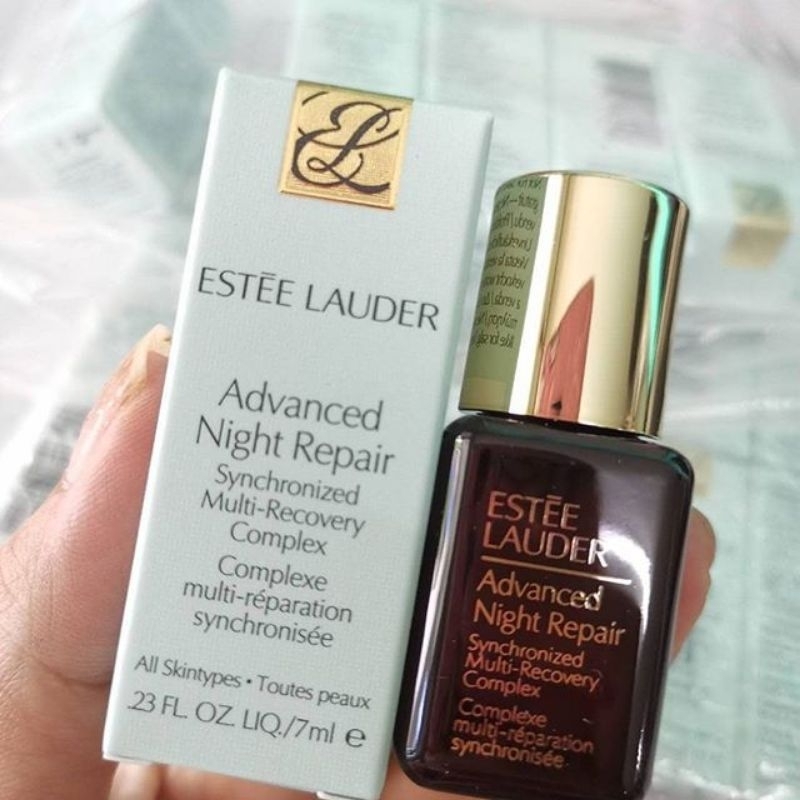 EL
ESTĒE LAUDER
Advanced
Night Repair
Synchronized
Multi-Recovery
Complex
Complexe
multi-réparation
synchronisée
All Skintypes • Toutes peaux
.23 FL. OZ. LIQ./7ml e
ESTĒE
LAUDER
Advanced
Night Repair
Synchronized
Multi-Recovery
Complex
Complexe
multi-réparation
synchronisée